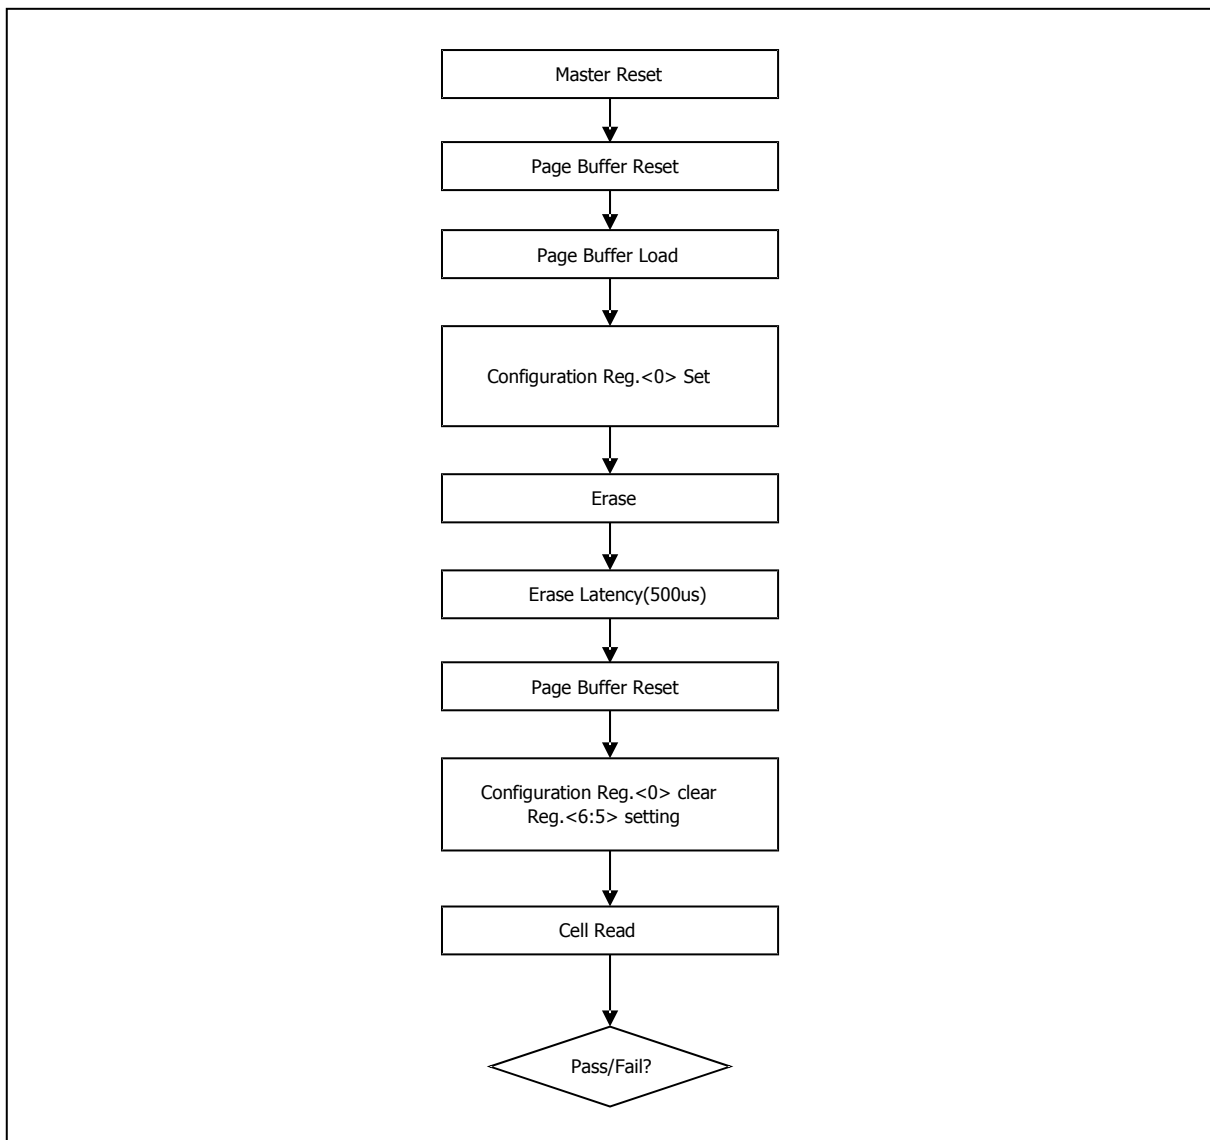 Master Reset
Page Buffer Reset
Page Buffer Load
Configuration Reg.<0> Set
Erase
Erase Latency(500us)
Page Buffer Reset
Configuration Reg.<0> clear
Reg.<6:5> setting
Cell Read
Pass/Fail?